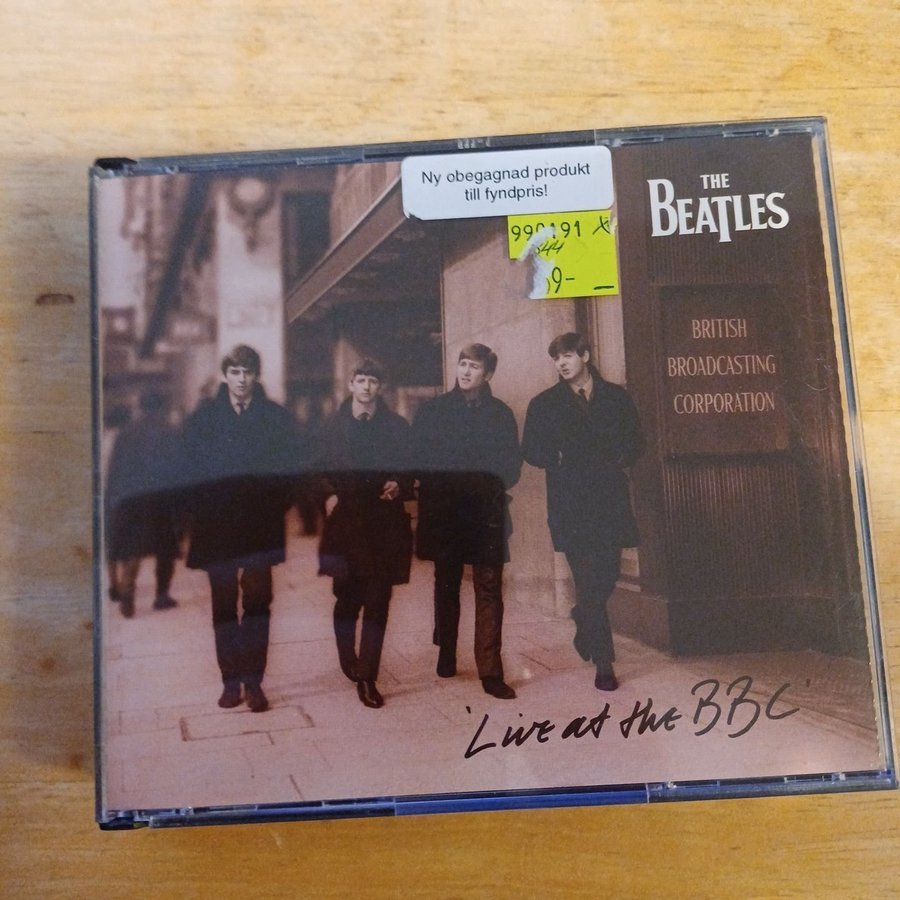 Ny obegagnad produkt
till fyndpris!
THE
BEATLES
BRITISH
BROADCASTING
CORPORATION
'Live at the BBC'